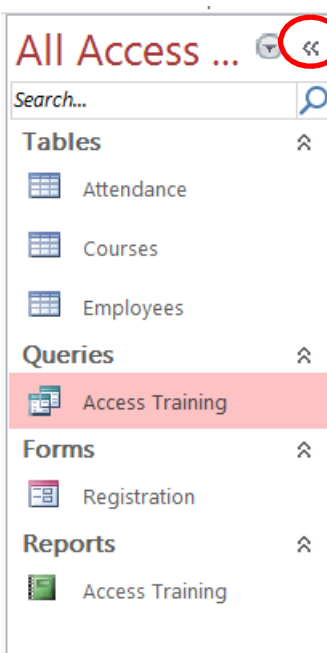 All Access ...
Search...
Tables
Attendance
Courses
Employees
Queries
Access Training
Forms
Registration
Reports
Access Training